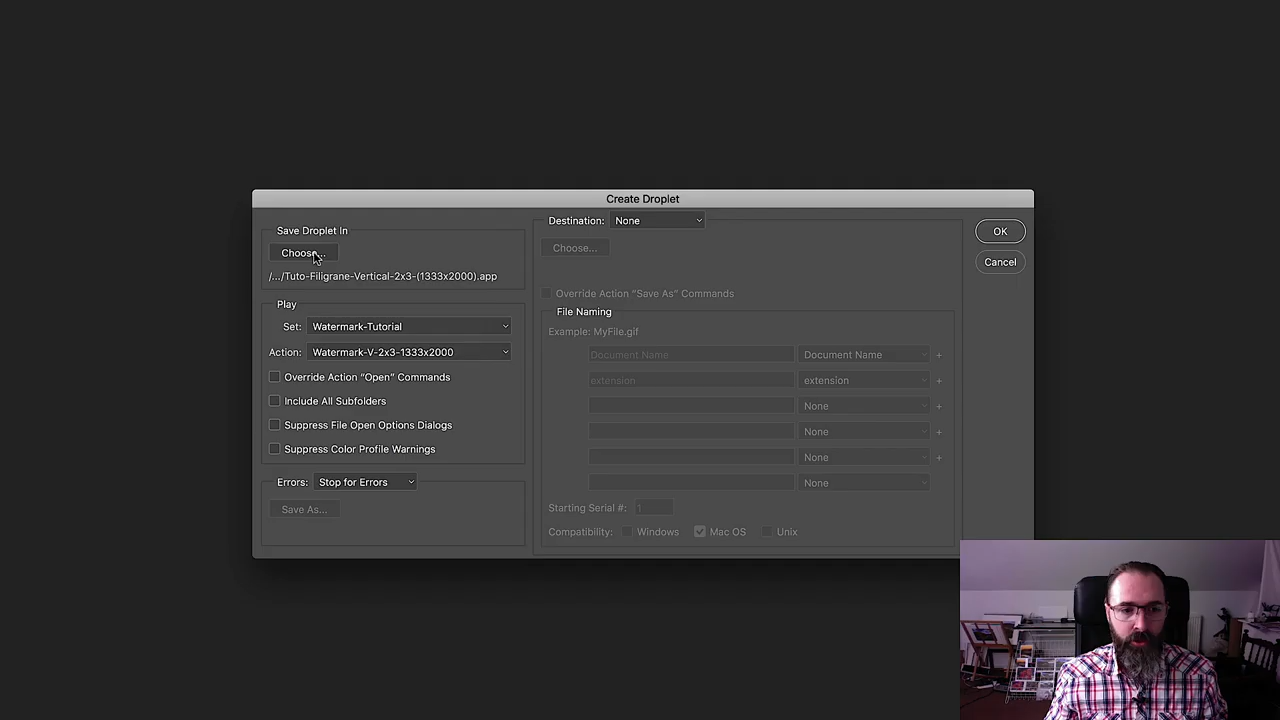 Create Droplet
Save Droplet In
Choose...
/.../Tuto-Filigrane-Vertical-2x3-(1333x2000).app
Play
Set: Watermark-Tutorial
Action: Watermark-V-2x3-1333x2000
Override Action “Open” Commands
Include All Subfolders
Suppress File Open Options Dialogs
Suppress Color Profile Warnings
Errors: Stop for Errors
Save As...
Destination: None
Choose...
Override Action “Save As” Commands
File Naming
Example: MyFile.gif
Document Name Document Name +
extension extension +
None +
None +
None +
None
Starting Serial #: 1
Compatibility: Windows Mac OS Unix
OK
Cancel